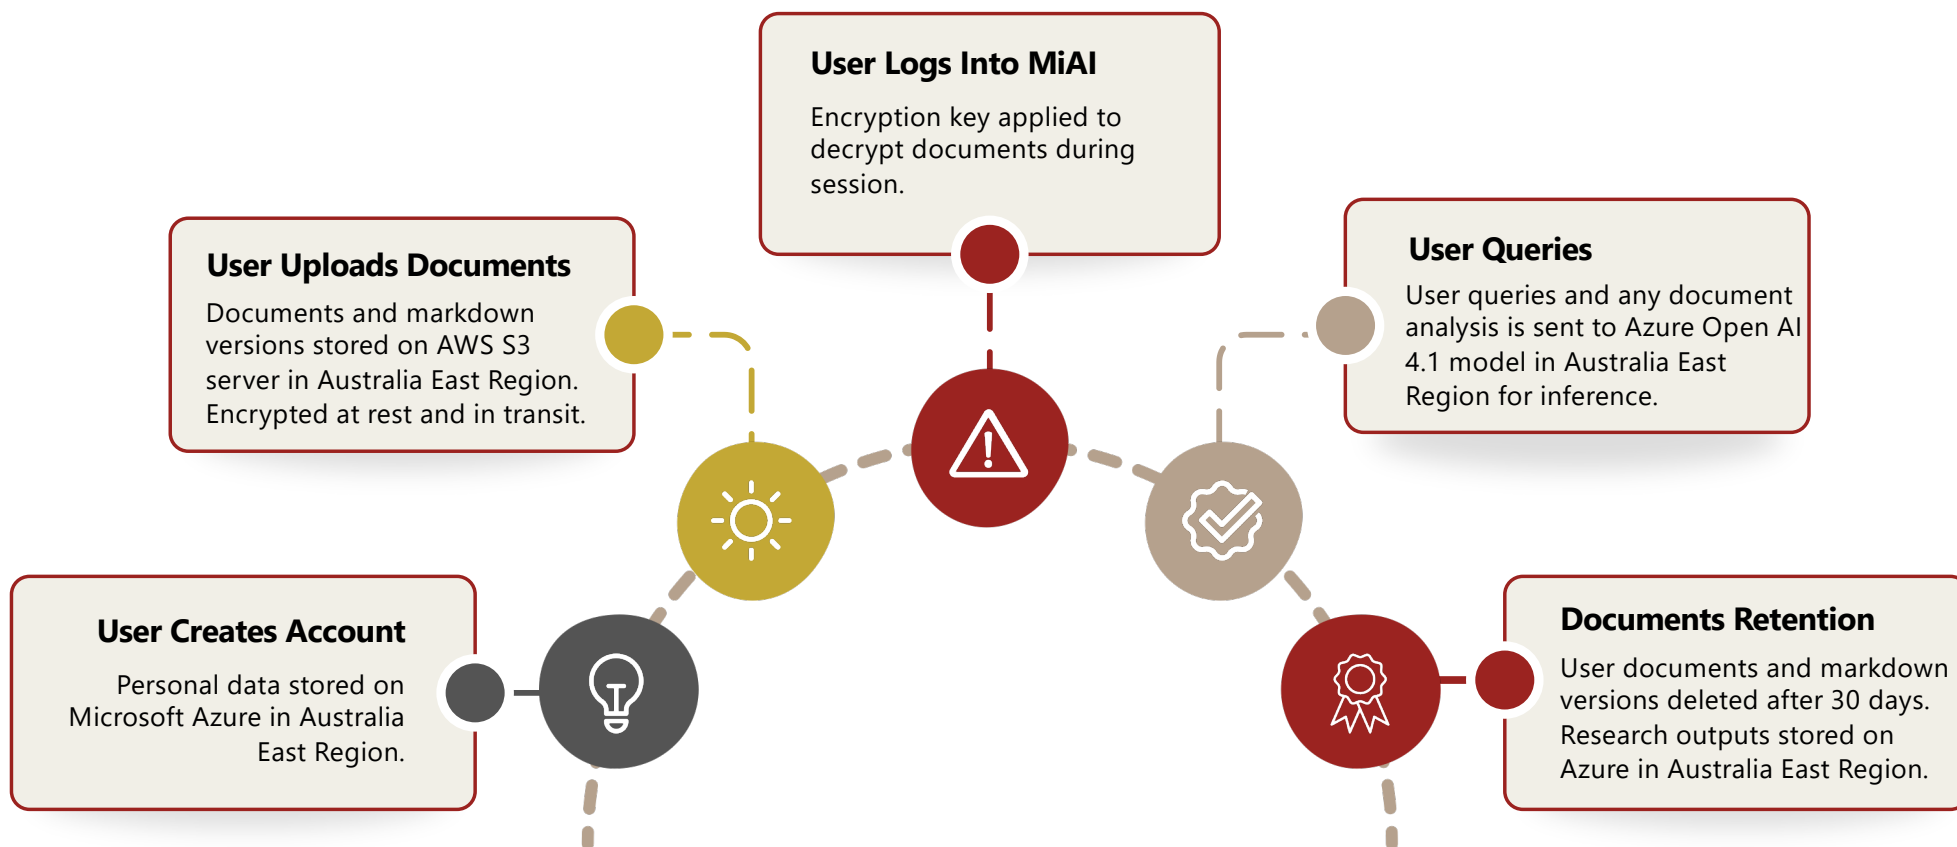 User Creates Account
Personal data stored on
Microsoft Azure in Australia
East Region.
User Uploads Documents
Documents and markdown
versions stored on AWS S3
server in Australia East Region.
Encrypted at rest and in transit.
User Logs Into MiAI
Encryption key applied to
decrypt documents during
session.
User Queries
User queries and any document
analysis is sent to Azure Open AI
4.1 model in Australia East
Region for inference.
Documents Retention
User documents and markdown
versions deleted after 30 days.
Research outputs stored on
Azure in Australia East Region.